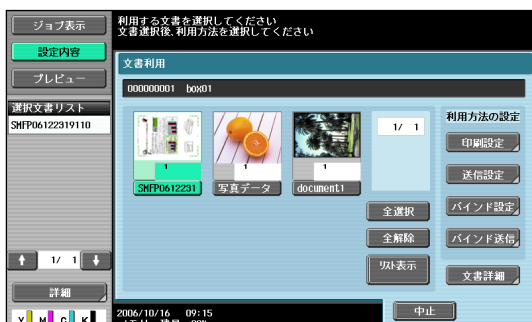 ジョブ表示
利用する文書を選択してください
文書選択後、利用方法を選択してください
設定内容
プレビュー
文書利用
000000001 box01
選択文書リスト
SMFP06122319110
利用方法の設定
1/ 1
印刷設定
送信設定
バインド設定
バインド送信
1
1
1
SMFP0612231
写真データ
document1
全選択
全解除
リスト表示
文書詳細
1/ 1
詳細
中止
2006/10/16 09:15
Y M C K